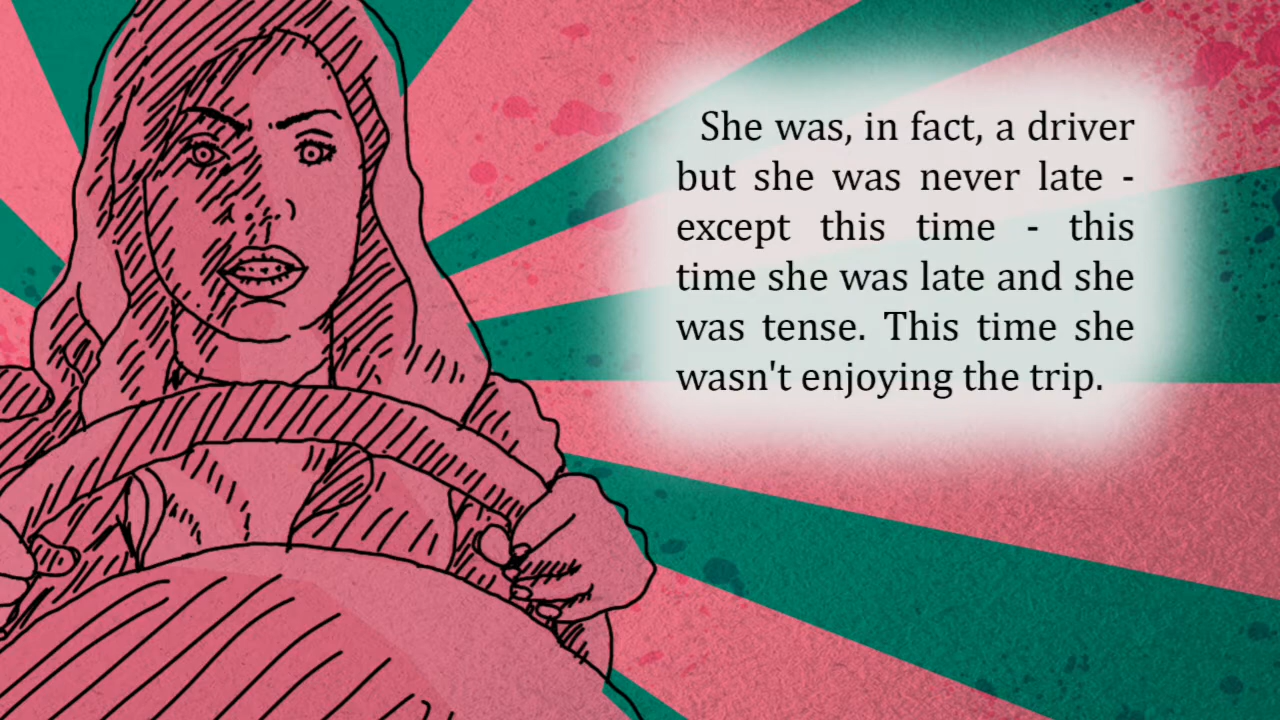 She was, in fact, a driver
but she was never late -
except this time - this
time she was late and she
was tense. This time she
wasn't enjoying the trip.